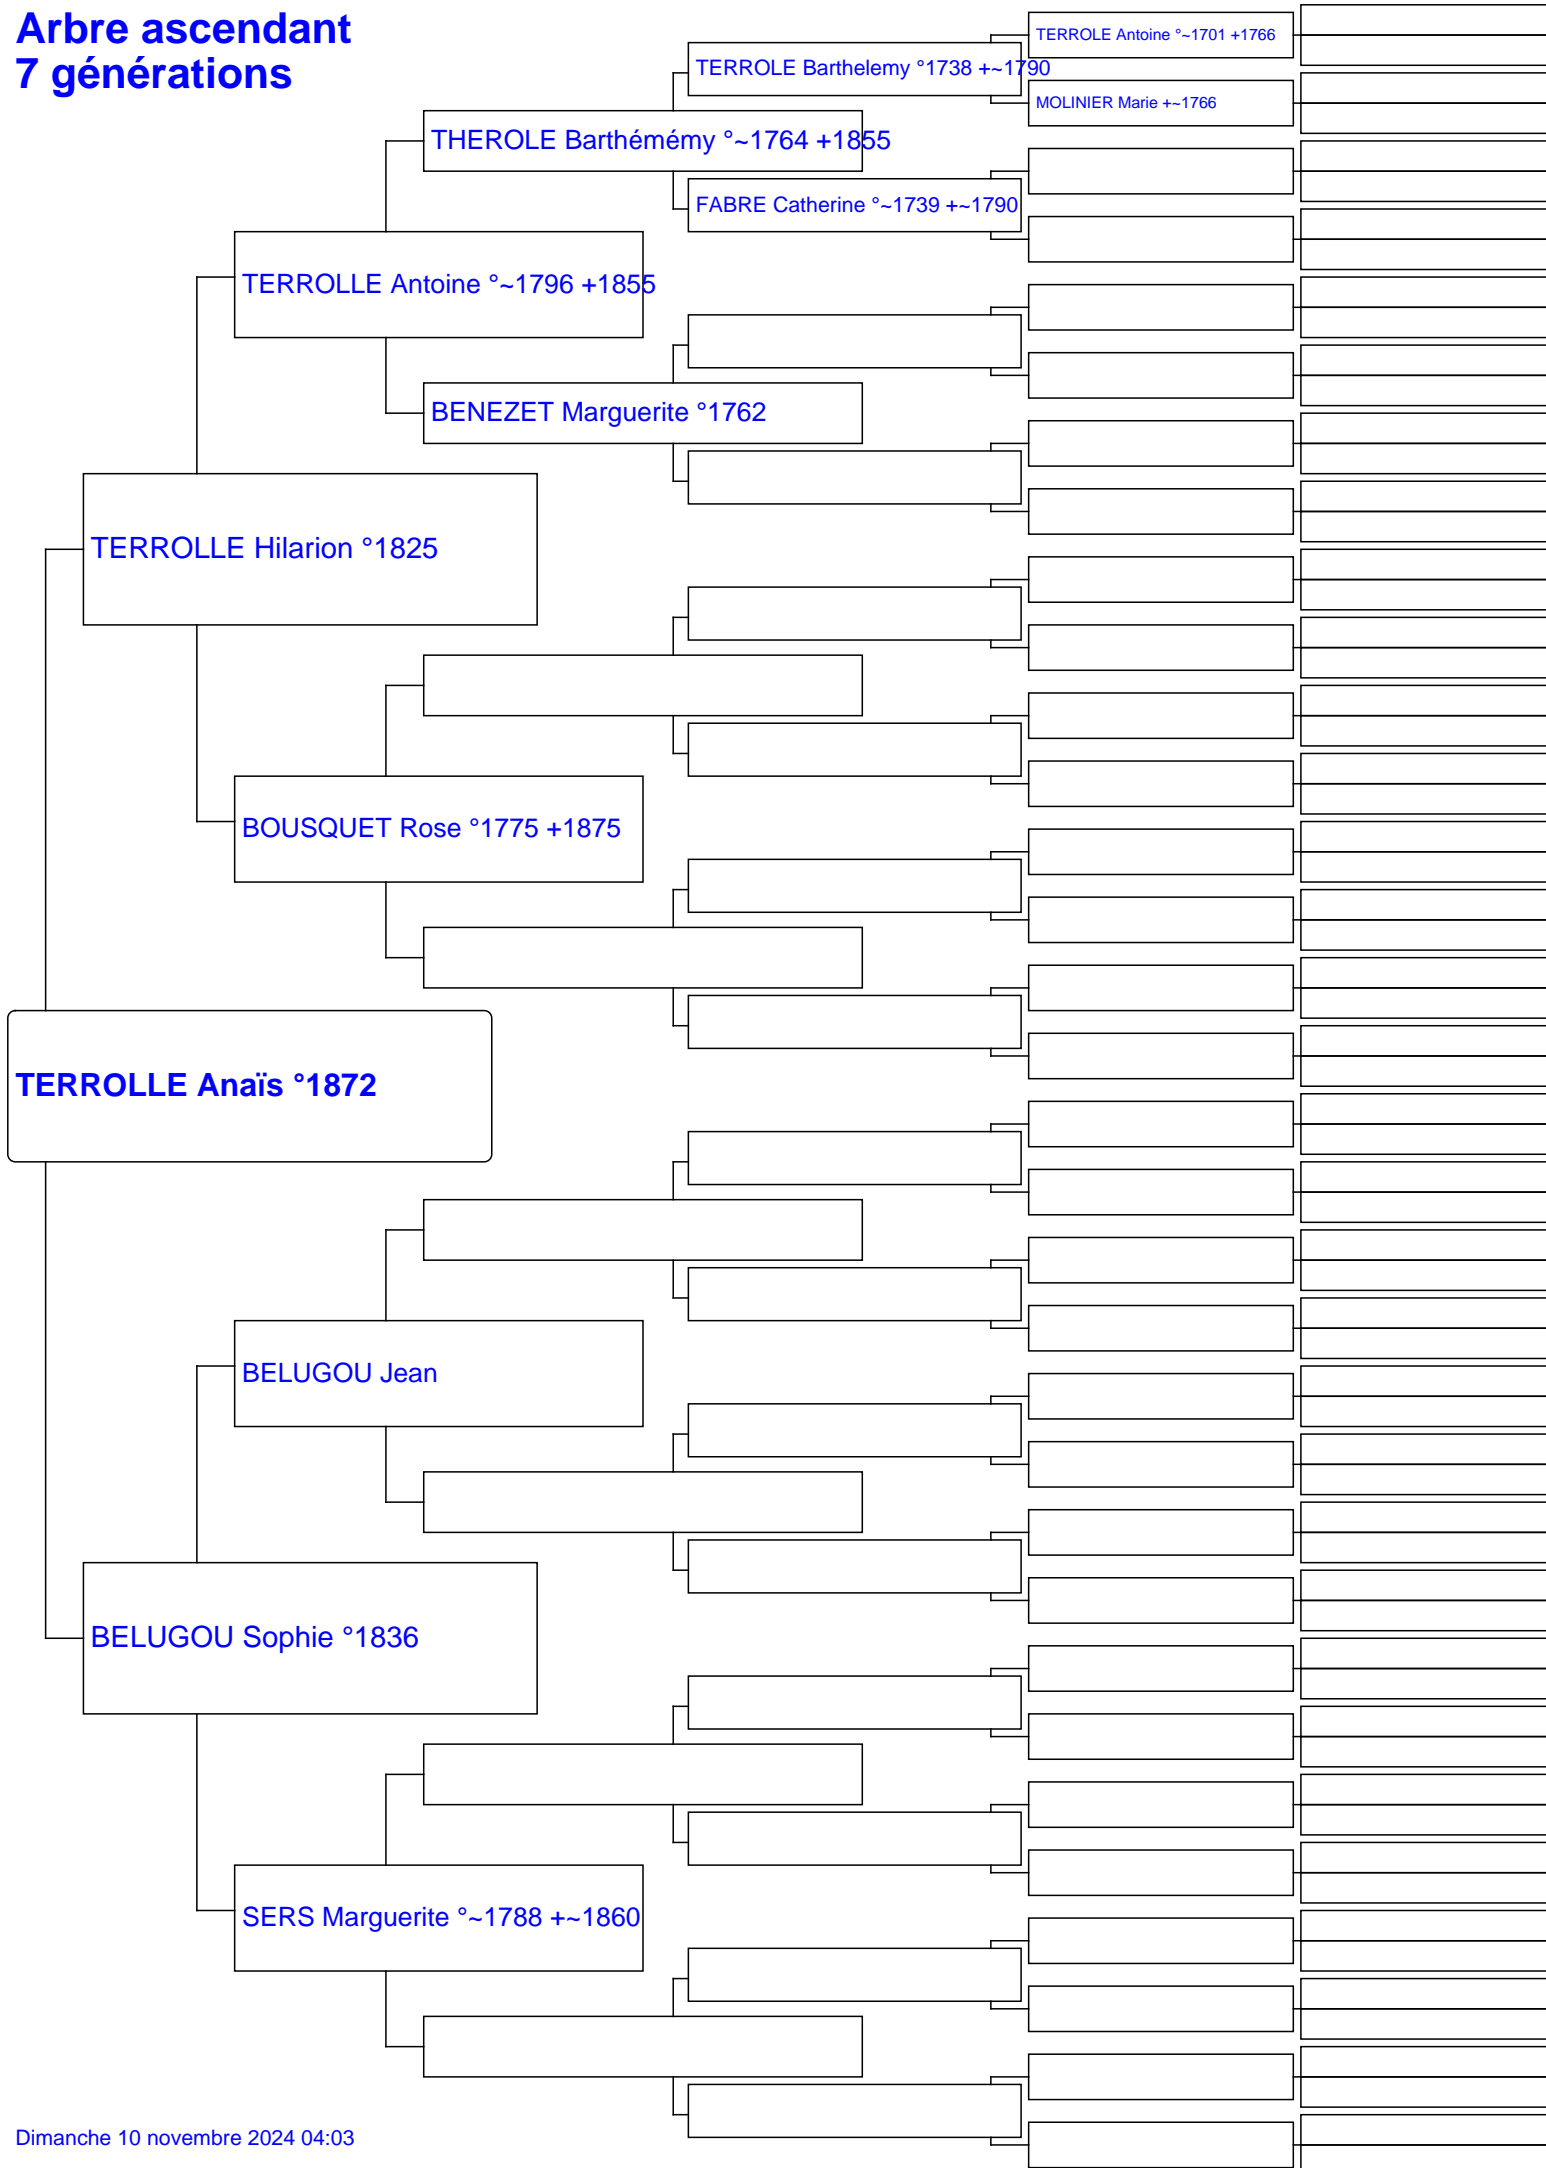 Arbre ascendant
7 générations
TERROLE Antoine °~1701 +1766
TERROLE Barthelemy °1738 +~1790
MOLINIER Marie +~1766
THEROLE Barthémémy °~1764 +1855
FABRE Catherine °~1739 +~1790
TERROLLE Antoine °~1796 +1855
BENEZET Marguerite °1762
TERROLLE Hilarion °1825
BOUSQUET Rose °1775 +1875
TERROLLE Anaïs °1872
BELUGOU Jean
BELUGOU Sophie °1836
SERS Marguerite °~1788 +~1860
Dimanche 10 novembre 2024 04:03